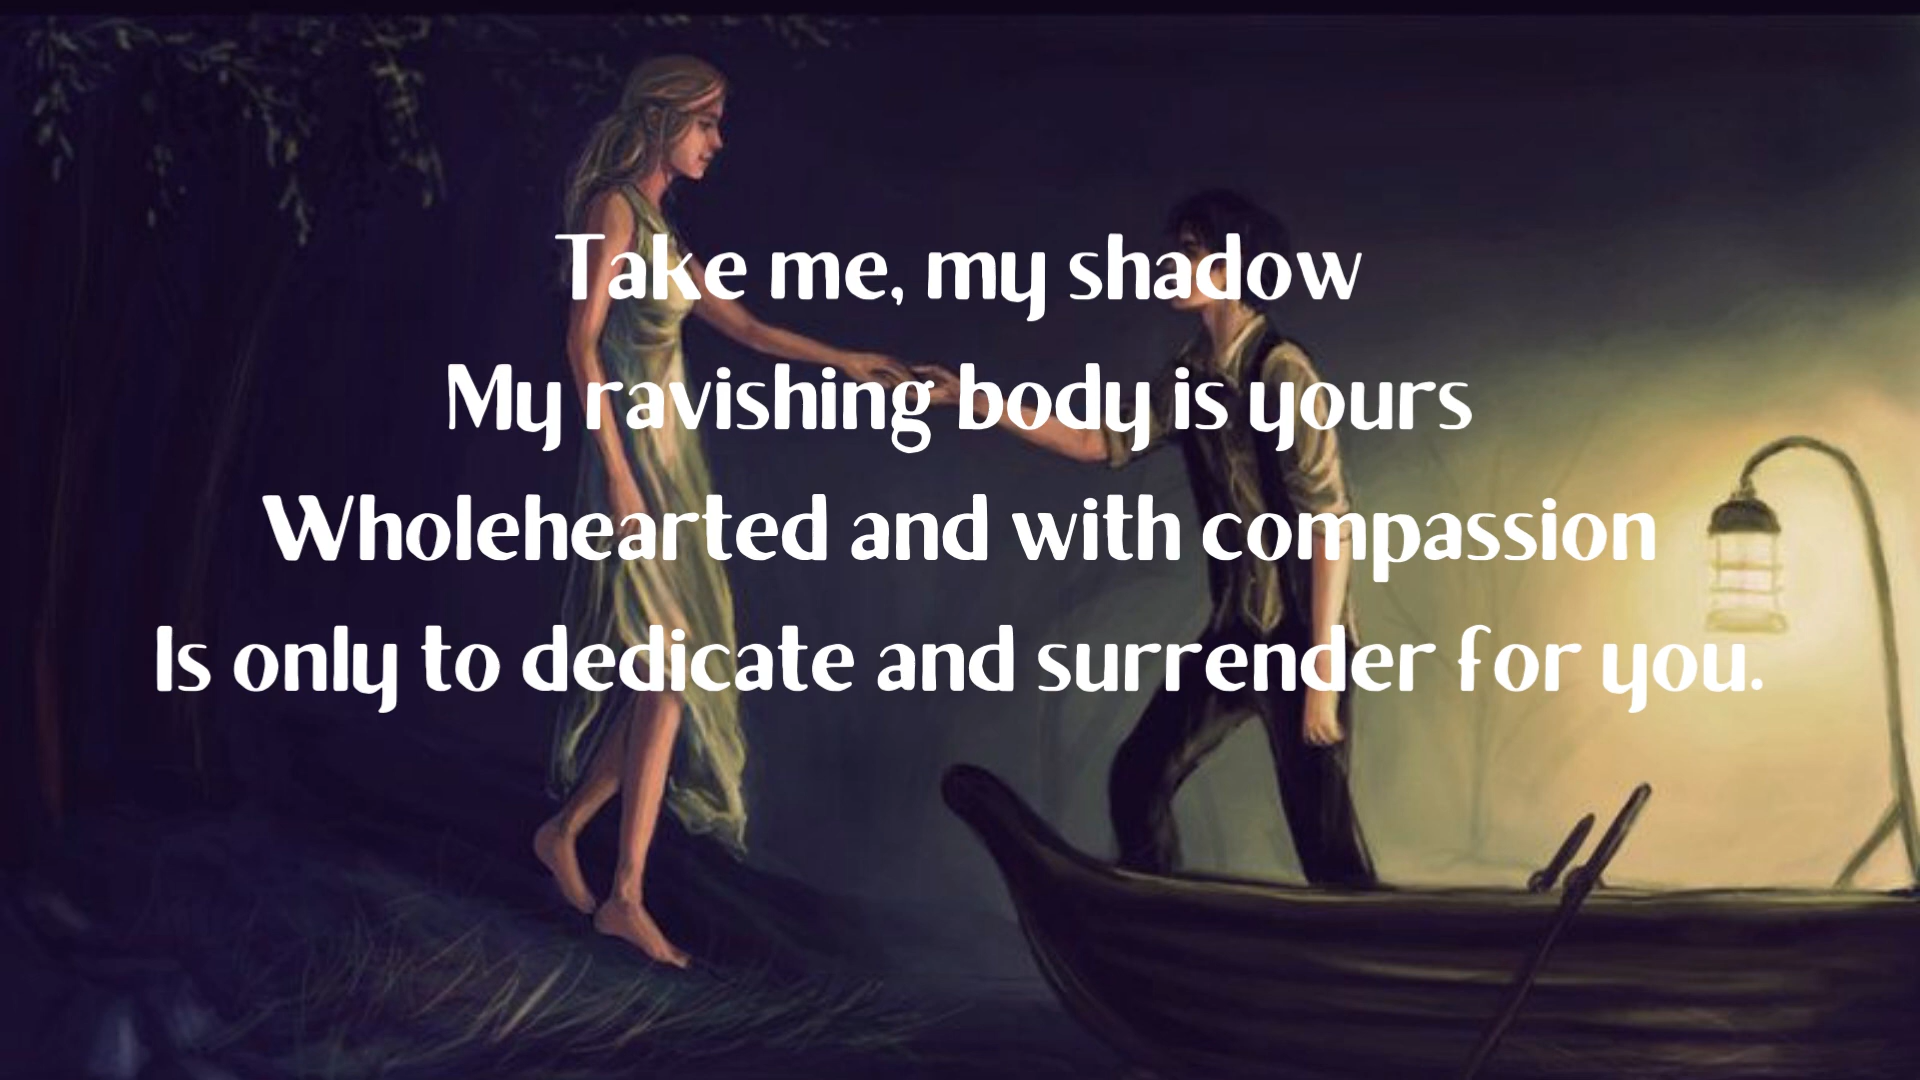 Take me, my shadow
My ravishing body is yours
Wholehearted and with compassion
Is only to dedicate and surrender for you.